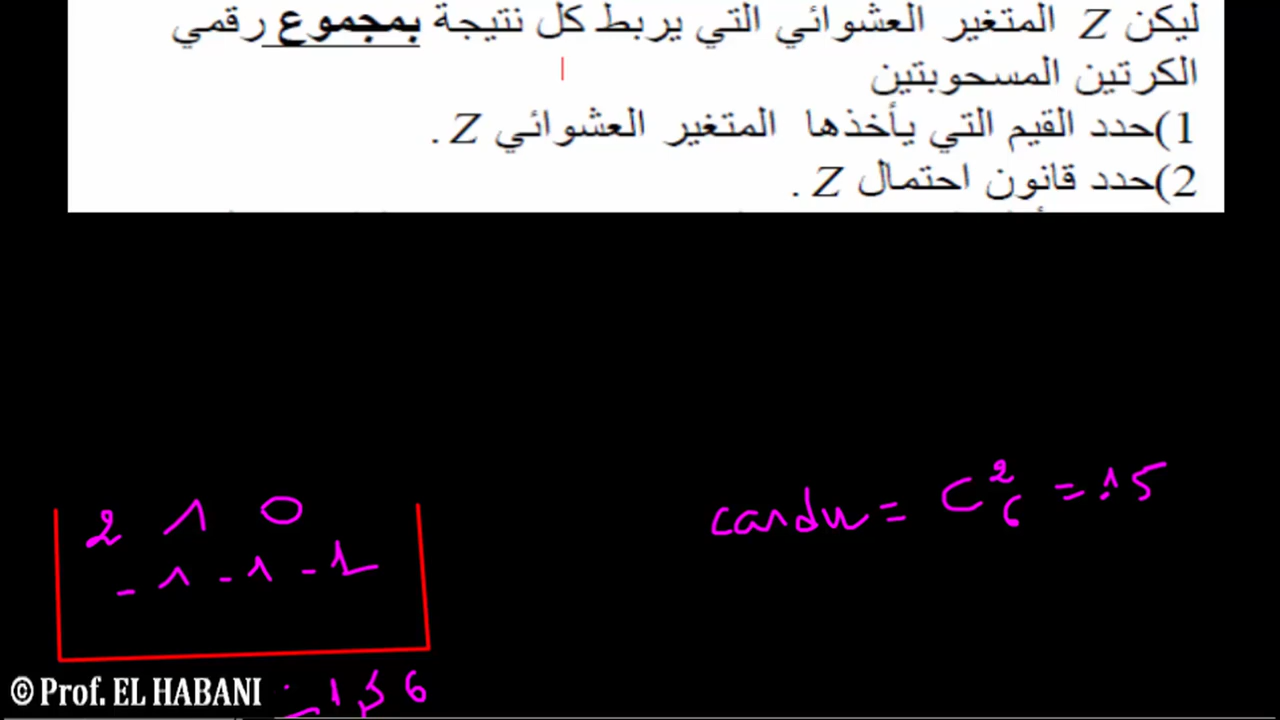 ليكن Z المتغير العشوائي التي يربط كل نتيجة بمجموع رقمي
الكرتين المسحوبتين
1)حدد القيم التي يأخذها المتغير العشوائي Z .
2)حدد قانون احتمال Z .
2 1 0
-1 -1 -1
card = C²₆ = 15
© Prof. EL HABANI